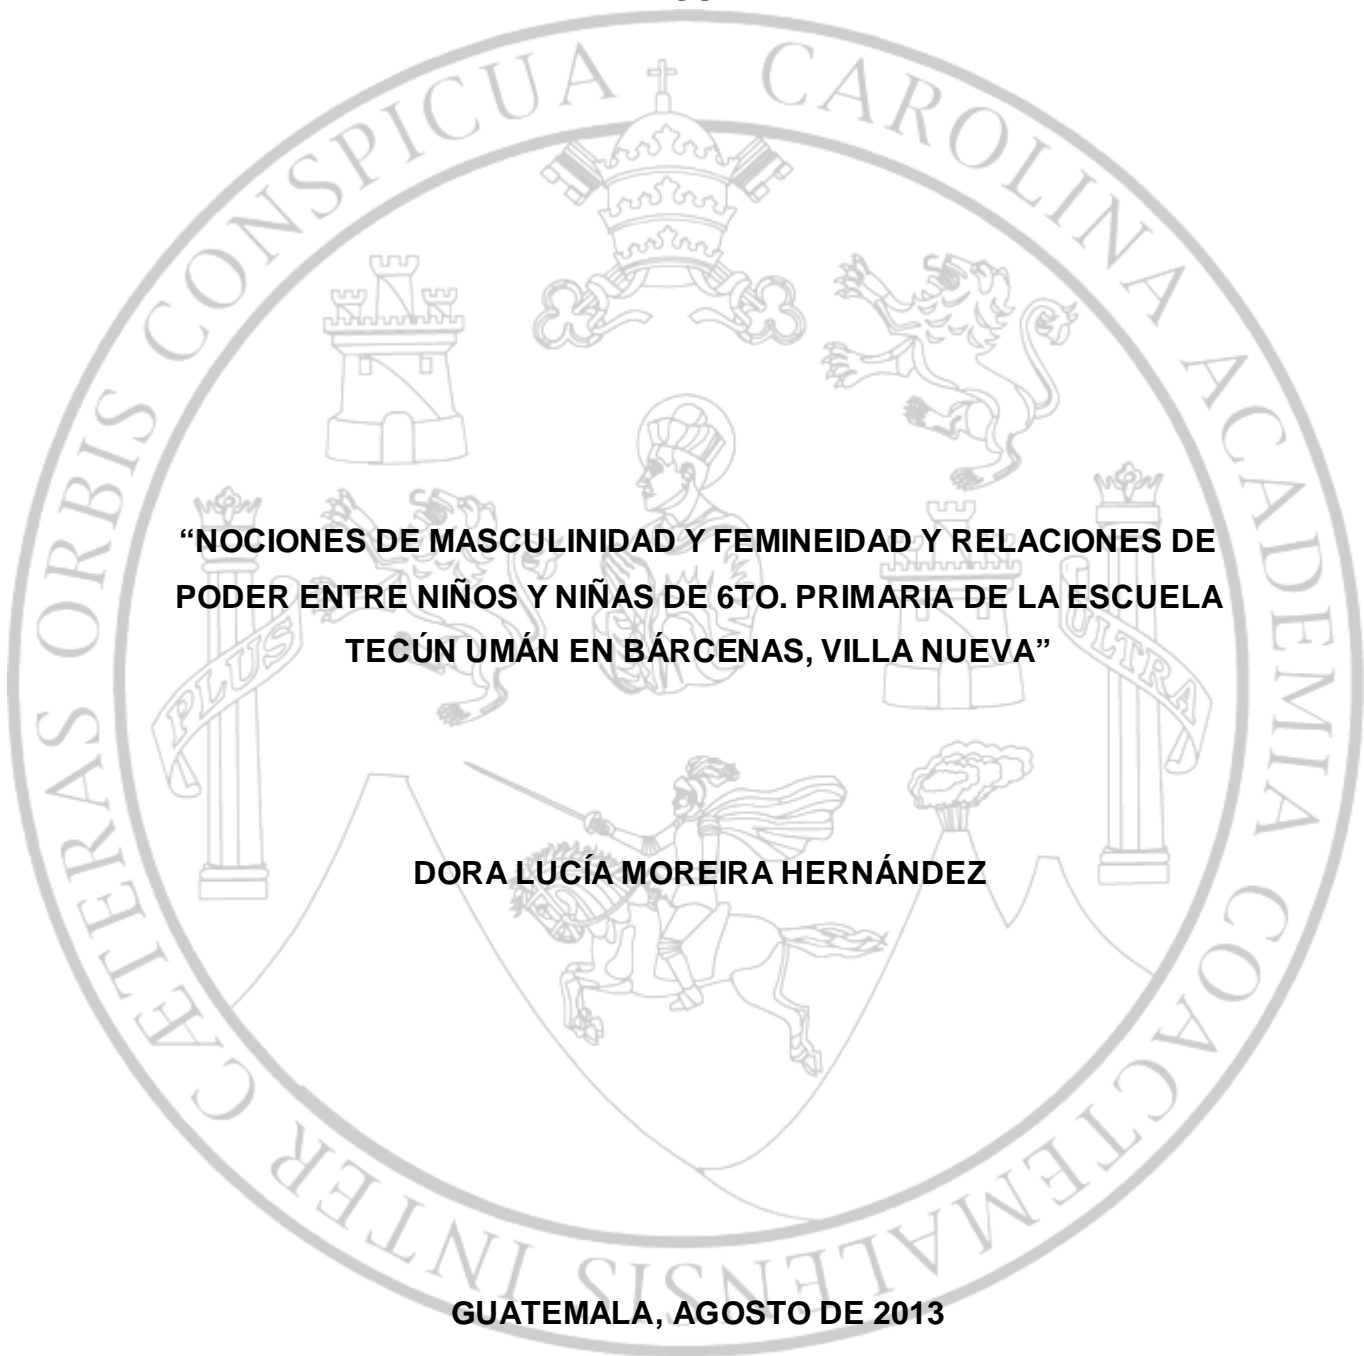 CAROLINA ACADEMIA COACTEMALENSIS INTER CÆTERAS ORBIS CONSPICUA
“NOCIONES DE MASCULINIDAD Y FEMINEIDAD Y RELACIONES DE
PODER ENTRE NIÑOS Y NIÑAS DE 6TO. PRIMARIA DE LA ESCUELA
TECÚN UMÁN EN BÁRCENAS, VILLA NUEVA”
PLUS
ULTRA
DORA LUCÍA MOREIRA HERNÁNDEZ
GUATEMALA, AGOSTO DE 2013